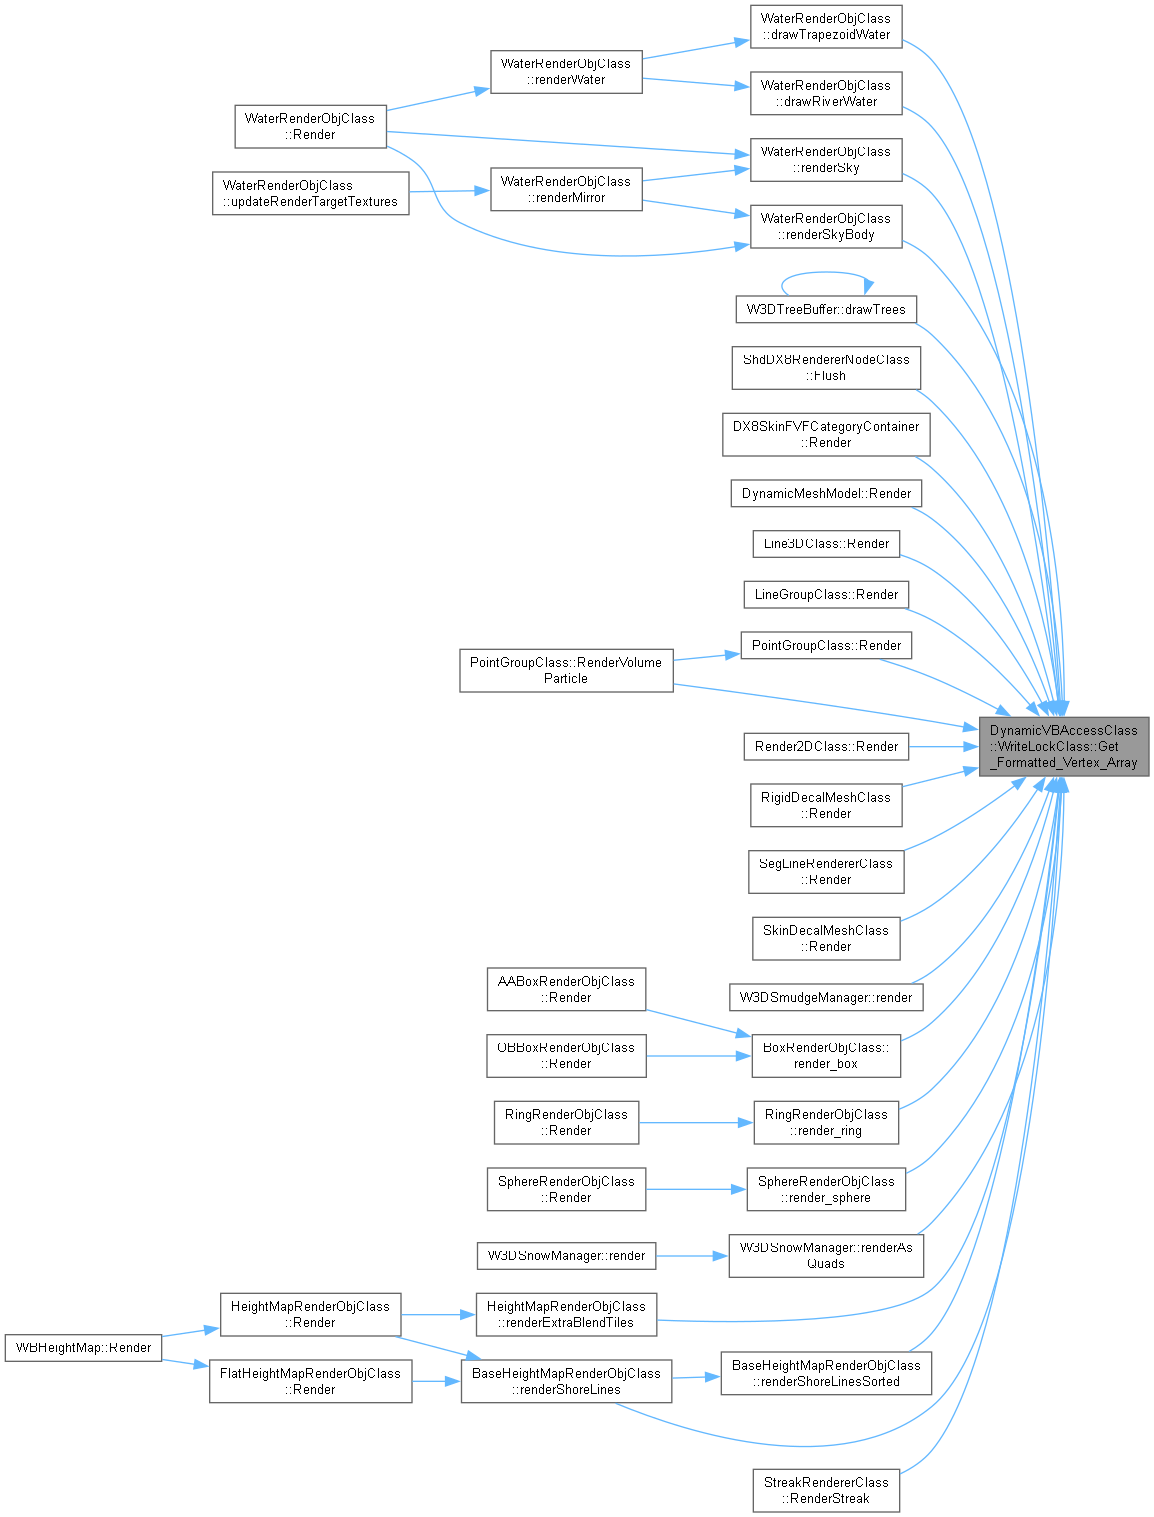 WaterRenderObjClass
::drawTrapezoidWater
WaterRenderObjClass
::renderWater
WaterRenderObjClass
::drawRiverWater
WaterRenderObjClass
::Render
WaterRenderObjClass
::renderSky
WaterRenderObjClass
::updateRenderTargetTextures
WaterRenderObjClass
::renderMirror
WaterRenderObjClass
::renderSkyBody
W3DTreeBuffer::drawTrees
ShdDX8RendererNodeClass
::Flush
DX8SkinFVFCategoryContainer
::Render
DynamicMeshModel::Render
Line3DClass::Render
LineGroupClass::Render
PointGroupClass::Render
PointGroupClass::RenderVolume
Particle
DynamicVBAccessClass
::WriteLockClass::Get
_Formatted_Vertex_Array
Render2DClass::Render
RigidDecalMeshClass
::Render
SegLineRendererClass
::Render
SkinDecalMeshClass
::Render
W3DSmudgeManager::render
AABoxRenderObjClass
::Render
OBBoxRenderObjClass
::Render
BoxRenderObjClass::
render_box
RingRenderObjClass
::Render
RingRenderObjClass
::render_ring
SphereRenderObjClass
::Render
SphereRenderObjClass
::render_sphere
W3DSnowManager::render
W3DSnowManager::renderAs
Quads
HeightMapRenderObjClass
::Render
HeightMapRenderObjClass
::renderExtraBlendTiles
WBHeightMap::Render
FlatHeightMapRenderObjClass
::Render
BaseHeightMapRenderObjClass
::renderShoreLines
BaseHeightMapRenderObjClass
::renderShoreLinesSorted
StreakRendererClass
::RenderStreak